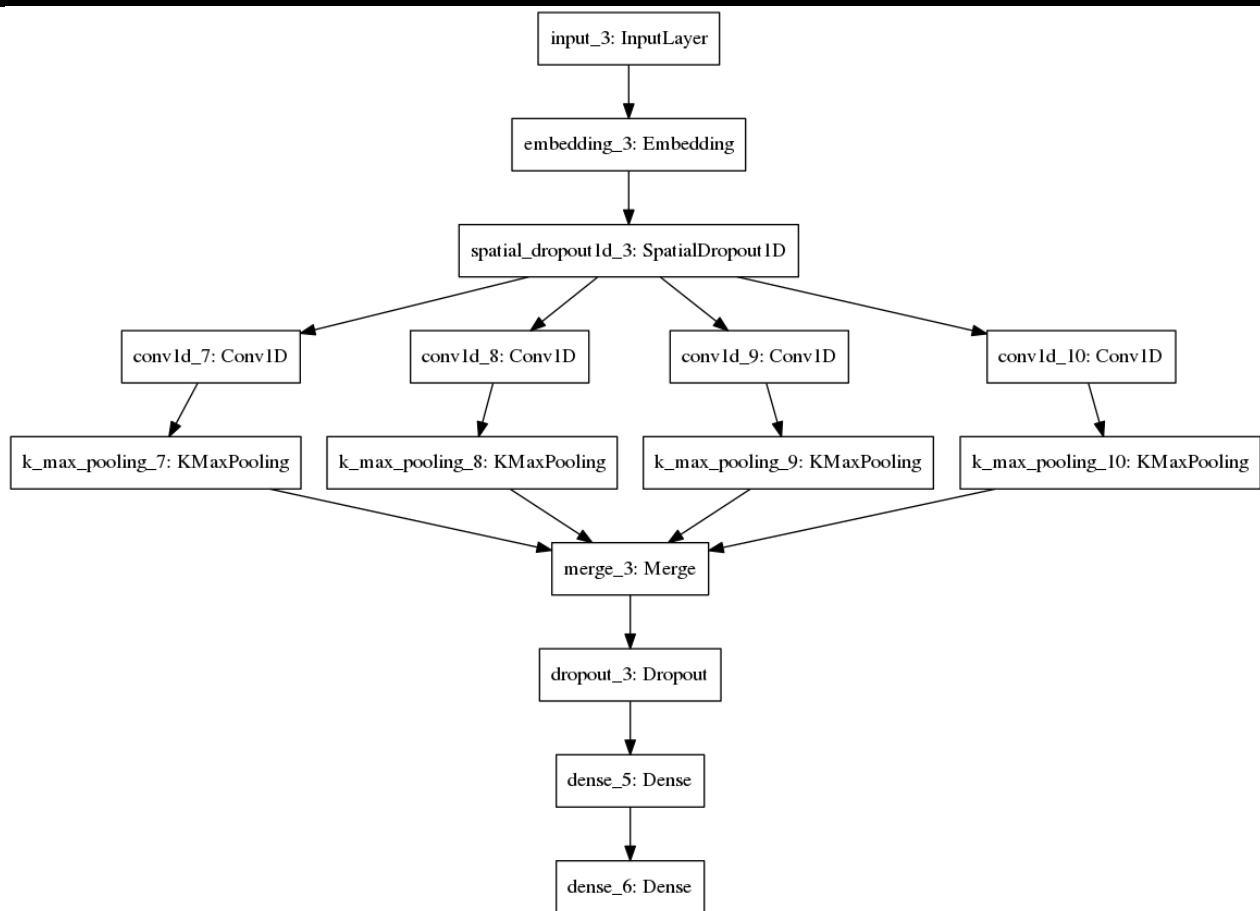 input_3: InputLayer
embedding_3: Embedding
spatial_dropout1d_3: SpatialDropout1D
conv1d_7: Conv1D
conv1d_8: Conv1D
conv1d_9: Conv1D
conv1d_10: Conv1D
k_max_pooling_7: KMaxPooling
k_max_pooling_8: KMaxPooling
k_max_pooling_9: KMaxPooling
k_max_pooling_10: KMaxPooling
merge_3: Merge
dropout_3: Dropout
dense_5: Dense
dense_6: Dense